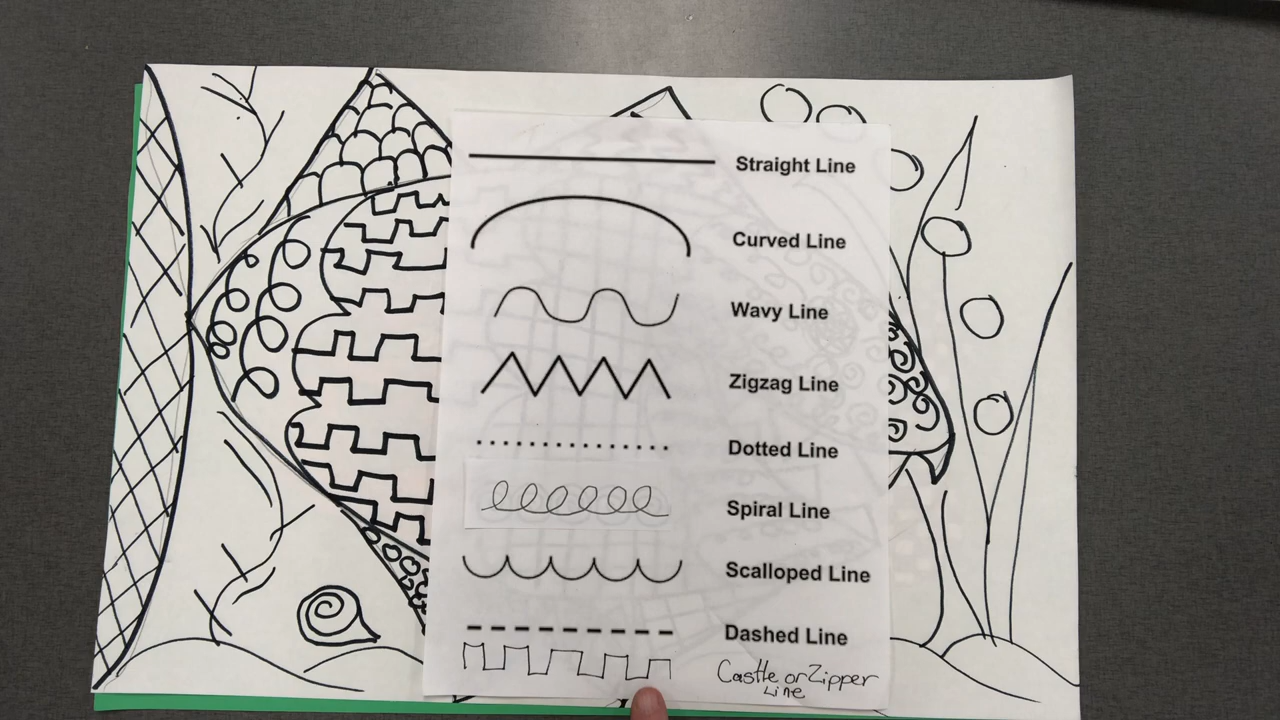 Straight Line
Curved Line
Wavy Line
Zigzag Line
Dotted Line
Spiral Line
Scalloped Line
Dashed Line
Castle or Zipper
Line